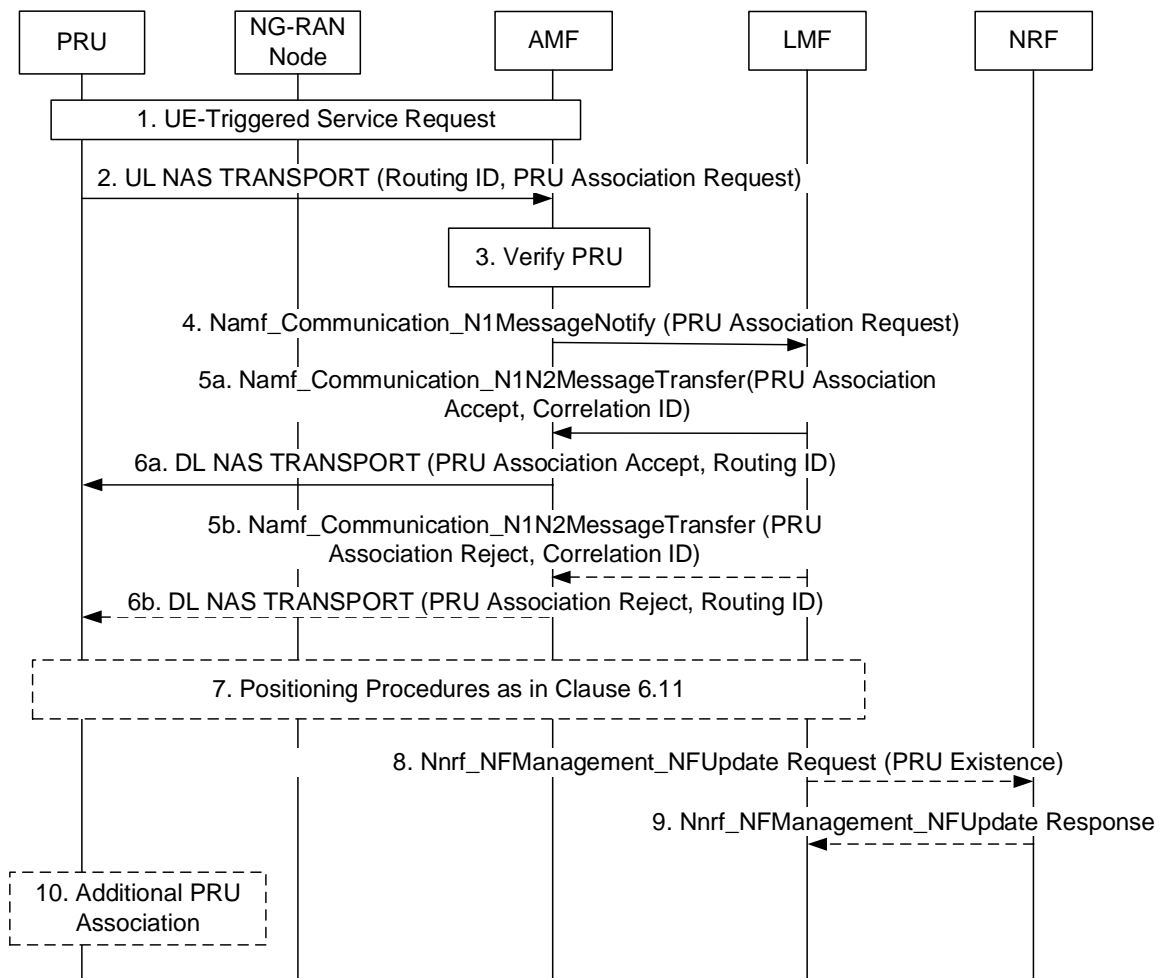 PRU
NG-RAN
Node
AMF
LMF
NRF
1. UE-Triggered Service Request
2. UL NAS TRANSPORT (Routing ID, PRU Association Request)
3. Verify PRU
4. Namf_Communication_N1MessageNotify (PRU Association Request)
5a. Namf_Communication_N1N2MessageTransfer(PRU Association
Accept, Correlation ID)
6a. DL NAS TRANSPORT (PRU Association Accept, Routing ID)
5b. Namf_Communication_N1N2MessageTransfer (PRU
Association Reject, Correlation ID)
6b. DL NAS TRANSPORT (PRU Association Reject, Routing ID)
7. Positioning Procedures as in Clause 6.11
8. Nnrf_NFManagement_NFUpdate Request (PRU Existence)
9. Nnrf_NFManagement_NFUpdate Response
10. Additional PRU
Association